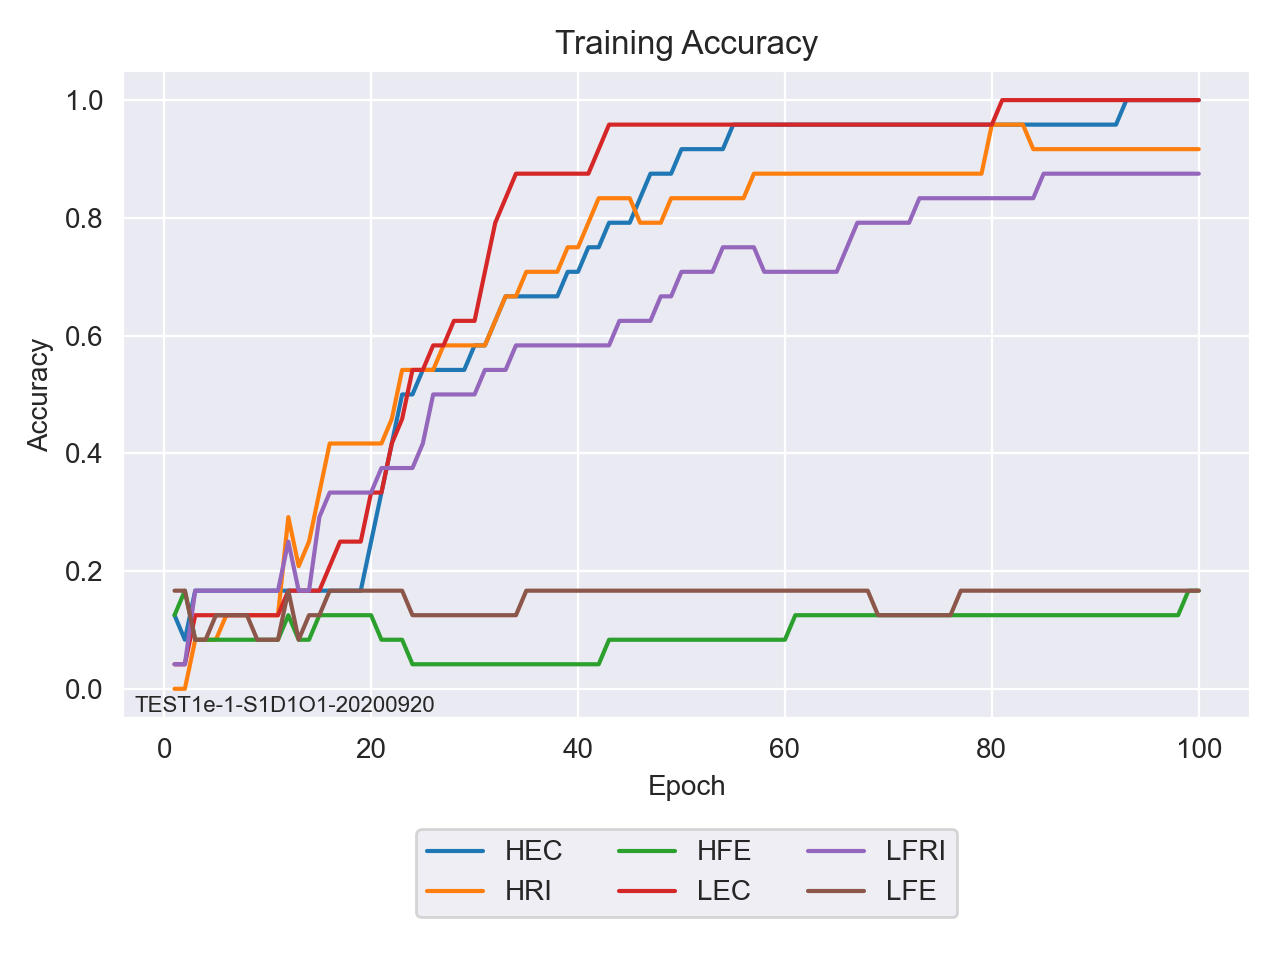 Training Accuracy
Accuracy
1.0
0.8
0.6
0.4
0.2
0.0
TEST1e-1-S1D1O1-20200920
0 20 40 60 80 100
Epoch
HEC HFE LFRI
HRI LEC LFE